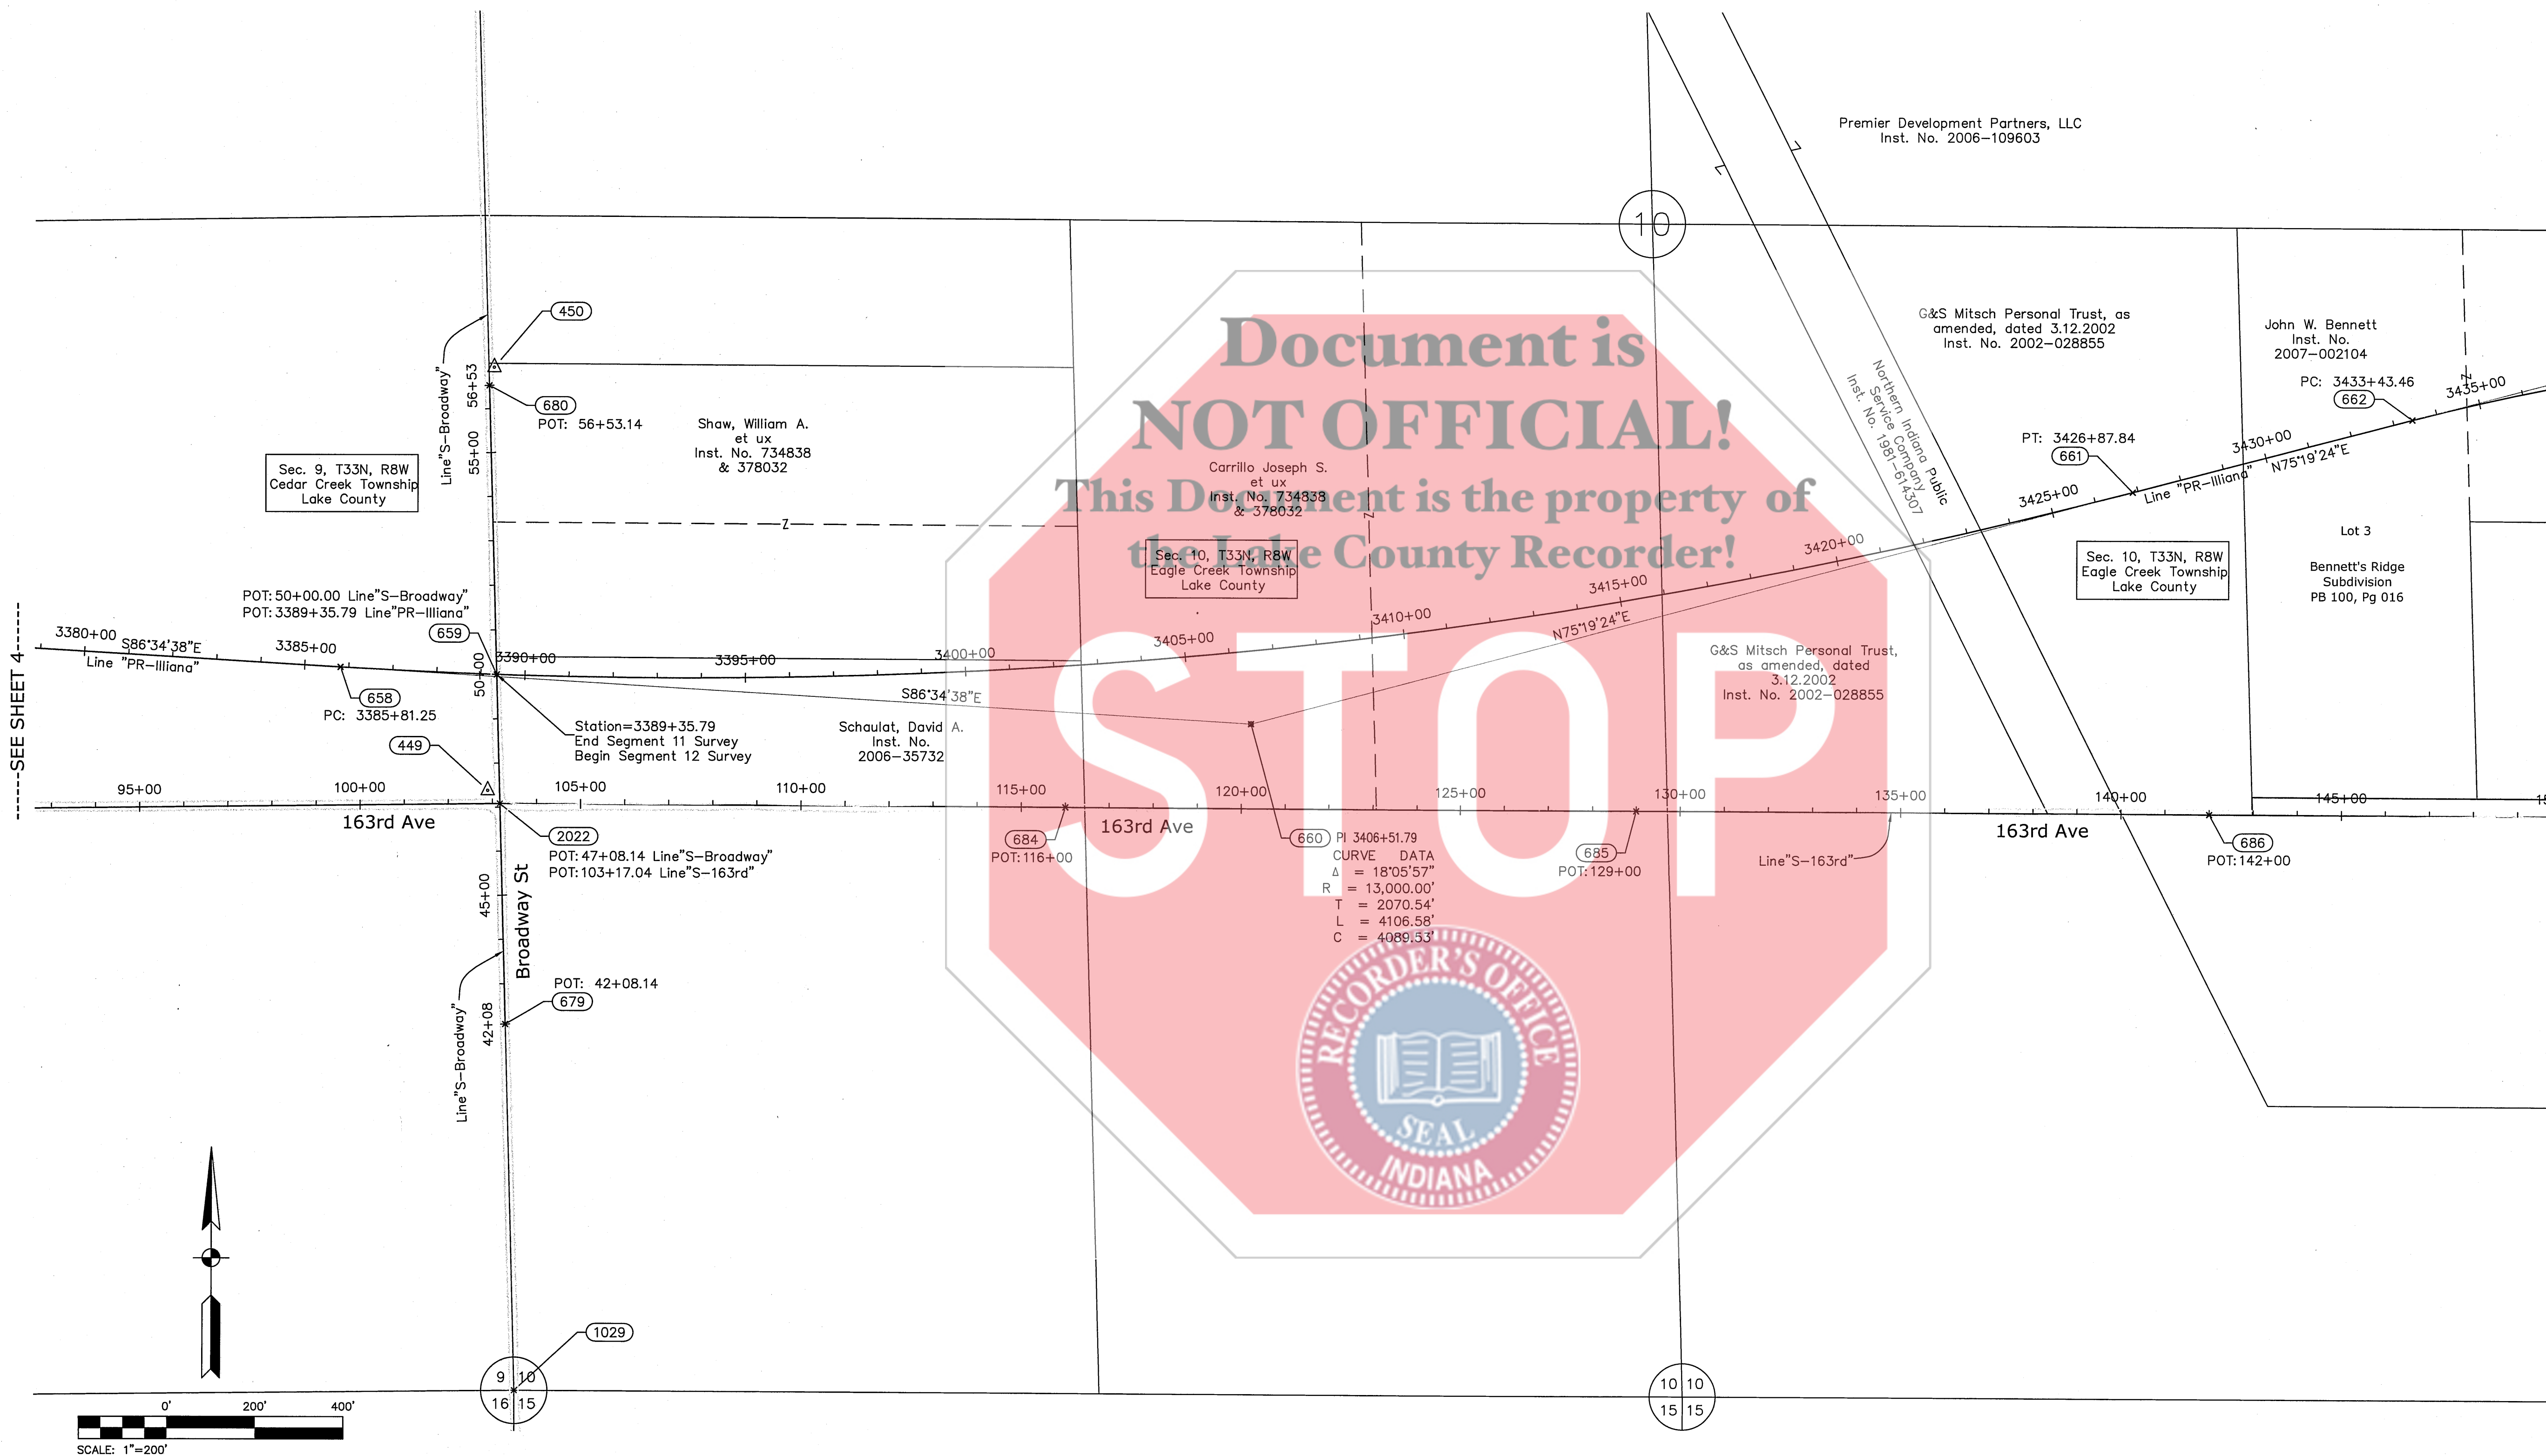 Premier Development Partners, LLC
Inst. No. 2006-109603
10
450
Line"S-Broadway"
56+53
680
POT: 56+53.14
55+00
Shaw, William A.
et ux
Inst. No. 734838
& 378032
Sec. 9, T33N, R8W
Cedar Creek Township
Lake County
Z
Document is
NOT OFFICIAL!
This Document is the property of
the Lake County Recorder!
STOP
Carrillo Joseph S.
et ux
Inst. No. 734838
& 378032
Z
Sec. 10, T33N, R8W
Eagle Creek Township
Lake County
Z
Z
Northern Indiana Public
Service Company
Inst. No. 1981-614307
G&S Mitsch Personal Trust, as
amended, dated 3.12.2002
Inst. No. 2002-028855
John W. Bennett
Inst. No.
2007-002104
PC: 3433+43.46
662
Z
3435+00
PT: 3426+87.84
661
3430+00
N75°19'24"E
Line "PR-Illiana"
3425+00
3420+00
3415+00
3410+00
N75°19'24"E
3405+00
3400+00
3395+00
3390+00
Lot 3
Bennett's Ridge
Subdivision
PB 100, Pg 016
Sec. 10, T33N, R8W
Eagle Creek Township
Lake County
POT: 50+00.00 Line"S-Broadway"
POT: 3389+35.79 Line"PR-Illiana"
659
----SEE SHEET 4----
3380+00
S86°34'38"E
Line "PR-Illiana"
3385+00
50+00
658
PC: 3385+81.25
S86°34'38"E
Station=3389+35.79
End Segment 11 Survey
Begin Segment 12 Survey
Schaulat, David A.
Inst. No.
2006-35732
G&S Mitsch Personal Trust,
as amended, dated
3.12.2002
Inst. No. 2002-028855
449
95+00
100+00
105+00
110+00
115+00
120+00
125+00
130+00
135+00
140+00
145+00
163rd Ave
163rd Ave
163rd Ave
2022
POT: 47+08.14 Line"S-Broadway"
POT: 103+17.04 Line"S-163rd"
684
POT: 116+00
660
PI 3406+51.79
CURVE DATA
Δ = 18°05'57"
R = 13,000.00'
T = 2070.54'
L = 4106.58'
C = 4089.53'
685
POT: 129+00
Line"S-163rd"
686
POT: 142+00
45+00
Broadway St
POT: 42+08.14
679
42+08
Line"S-Broadway"
RECORDER'S OFFICE
SEAL
INDIANA
1029
9 10
16 15
10 10
15 15
0' 200' 400'
SCALE: 1"=200'